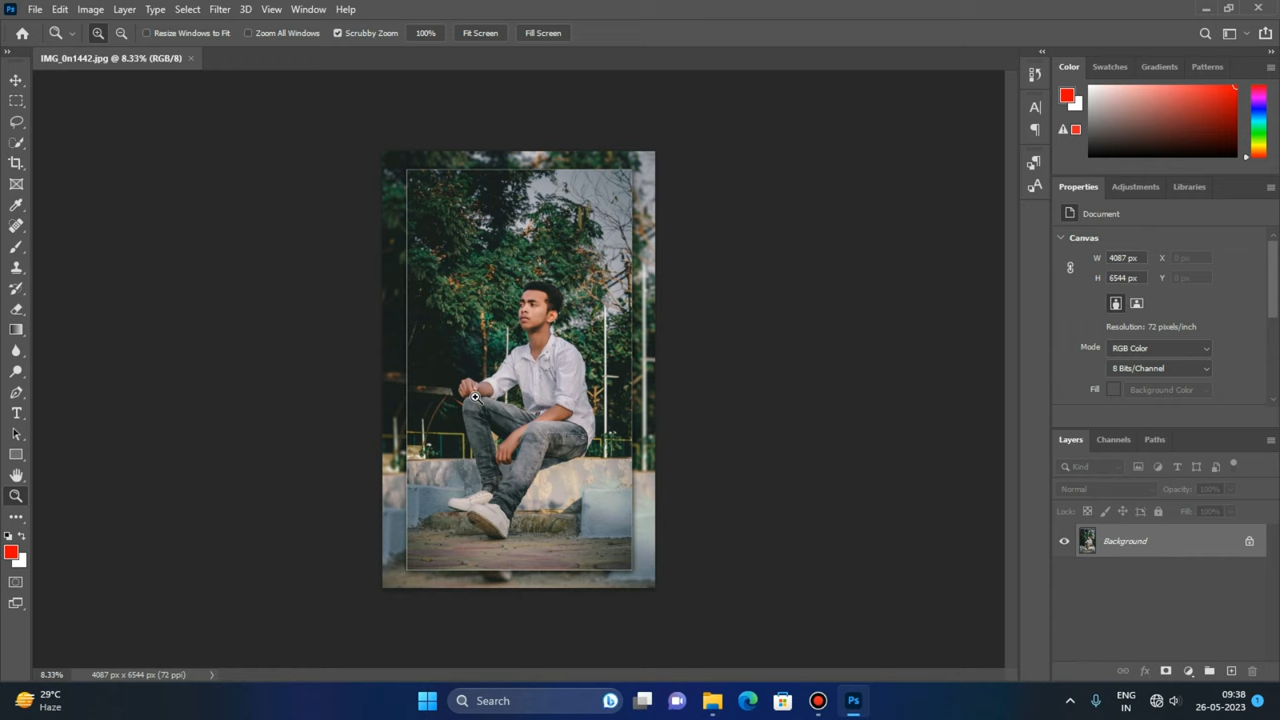 Ps File Edit Image Layer Type Select Filter 3D View Window Help
Resize Windows to Fit Zoom All Windows Scrubby Zoom 100% Fit Screen Fill Screen
IMG_0n1442.jpg @ 8.33% (RGB/8) ×
Color Swatches Gradients Patterns
Properties Adjustments Libraries
Document
Canvas
W 4087 px X 0 px
H 6544 px Y 0 px
Resolution: 72 pixels/inch
Mode RGB Color
8 Bits/Channel
Fill Background Color
Layers Channels Paths
Kind
Normal Opacity: 100%
Lock: Fill: 100%
Background
8.33% 4087 px x 6544 px (72 ppi)
29°C
Haze
Search
Ps
ENG
IN
09:38
26-05-2023
1